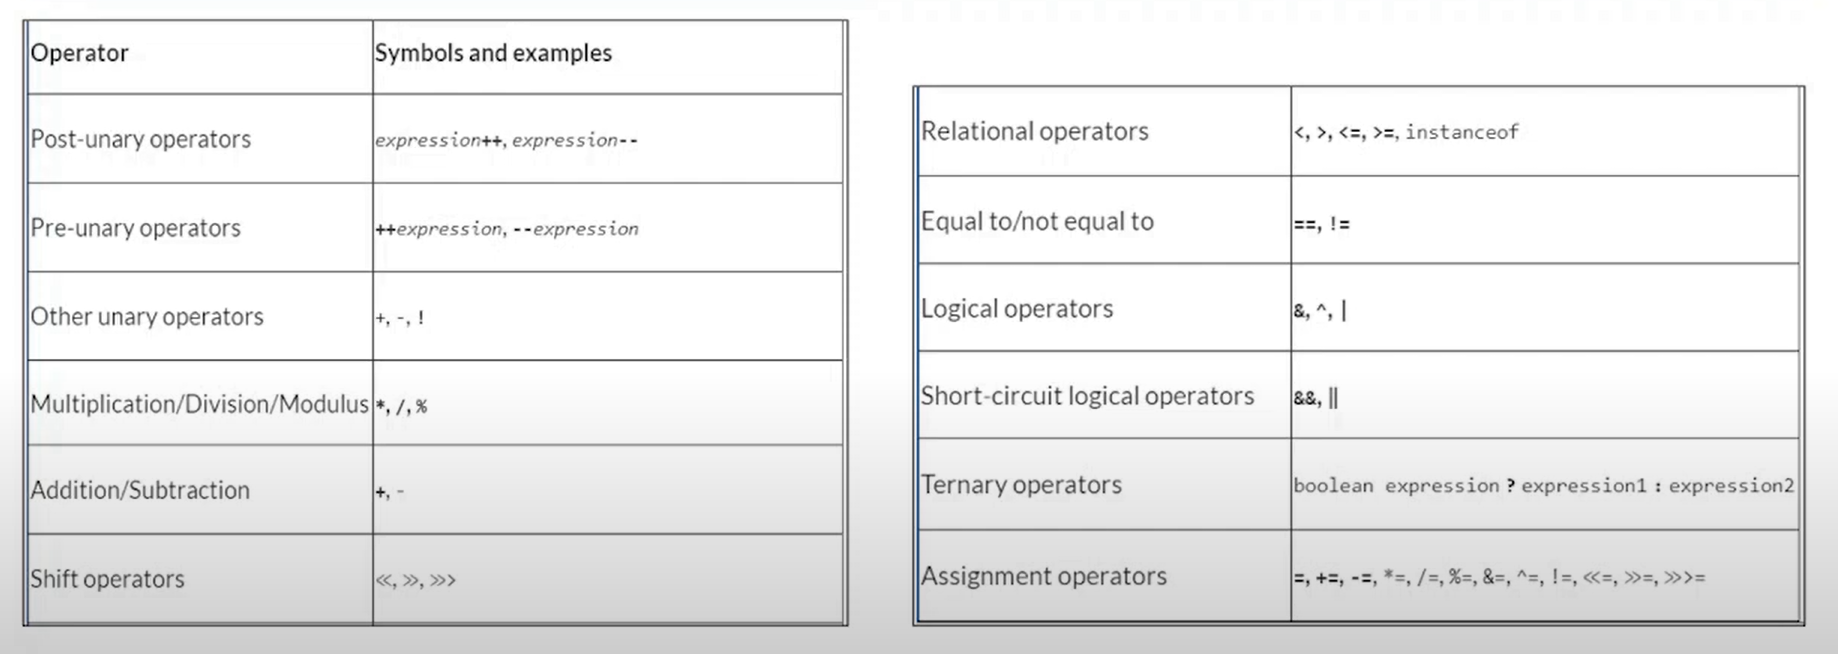 Operator Symbols and examples
Post-unary operators expression++, expression--
Pre-unary operators ++expression, --expression
Other unary operators +, -, !
Multiplication/Division/Modulus *, /, %
Addition/Subtraction +, -
Shift operators <<, >>, >>>
Relational operators <, >, <=, >=, instanceof
Equal to/not equal to ==, !=
Logical operators &, ^, |
Short-circuit logical operators &&, ||
Ternary operators boolean expression ? expression1 : expression2
Assignment operators =, +=, -=, *=, /=, %=, &=, ^=, !=, <<=, >>=, >>>=